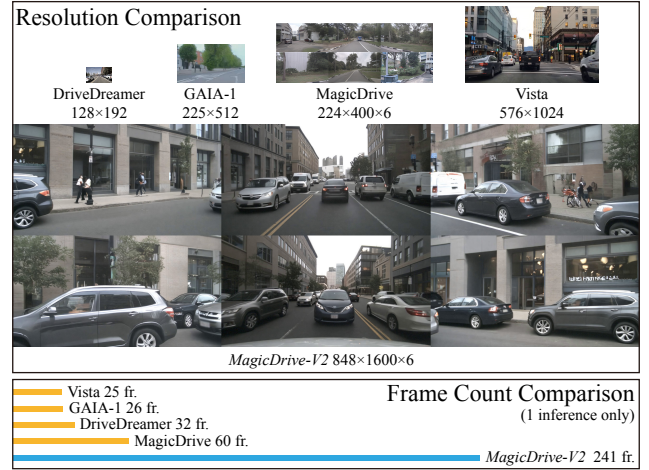 Resolution Comparison
DriveDreamer
128×192
GAIA-1
225×512
MagicDrive
224×400×6
Vista
576×1024
MagicDrive-V2 848×1600×6
Frame Count Comparison
(1 inference only)
Vista 25 fr.
GAIA-1 26 fr.
DriveDreamer 32 fr.
MagicDrive 60 fr.
MagicDrive-V2 241 fr.